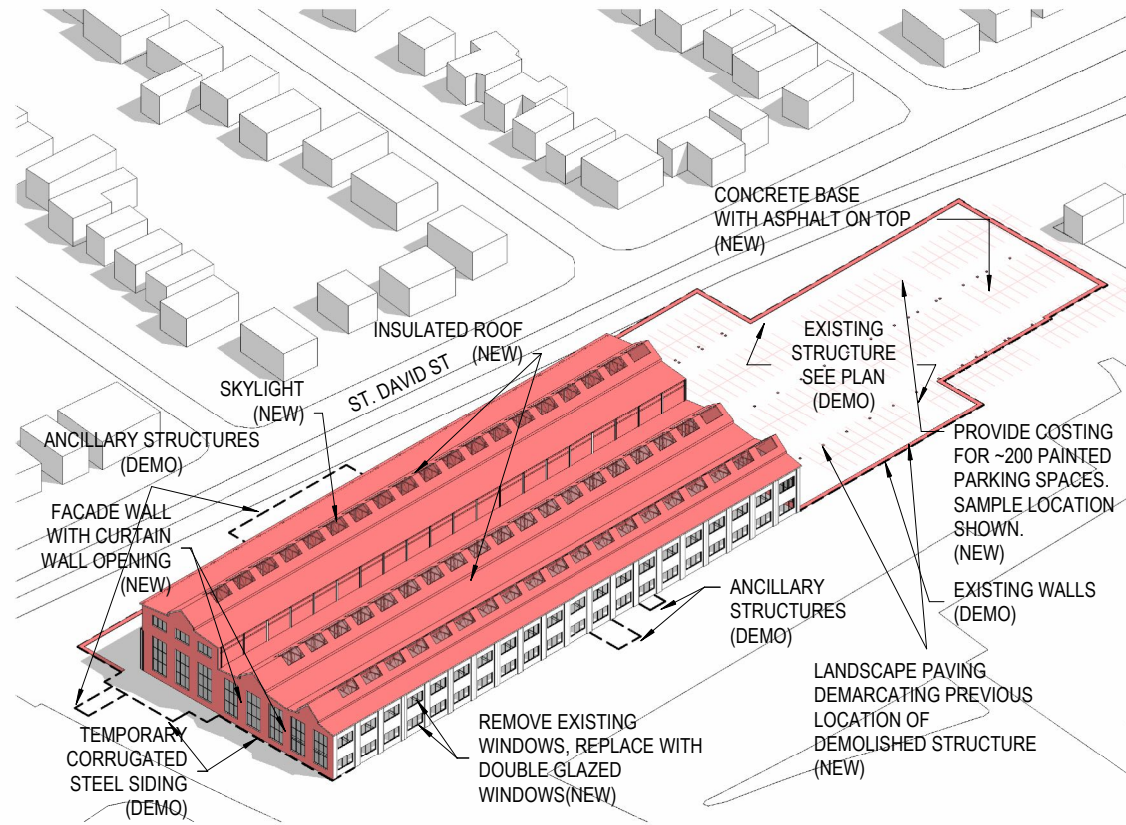 CONCRETE BASE
WITH ASPHALT ON TOP
(NEW)
INSULATED ROOF
(NEW)
EXISTING
STRUCTURE
SEE PLAN
(DEMO)
SKYLIGHT
(NEW)
ST. DAVID ST
ANCILLARY STRUCTURES
(DEMO)
PROVIDE COSTING
FOR ~200 PAINTED
PARKING SPACES.
SAMPLE LOCATION
SHOWN.
(NEW)
FACADE WALL
WITH CURTAIN
WALL OPENING
(NEW)
ANCILLARY
STRUCTURES
(DEMO)
EXISTING WALLS
(DEMO)
LANDSCAPE PAVING
DEMARCATING PREVIOUS
LOCATION OF
DEMOLISHED STRUCTURE
(NEW)
TEMPORARY
CORRUGATED
STEEL SIDING
(DEMO)
REMOVE EXISTING
WINDOWS, REPLACE WITH
DOUBLE GLAZED
WINDOWS(NEW)